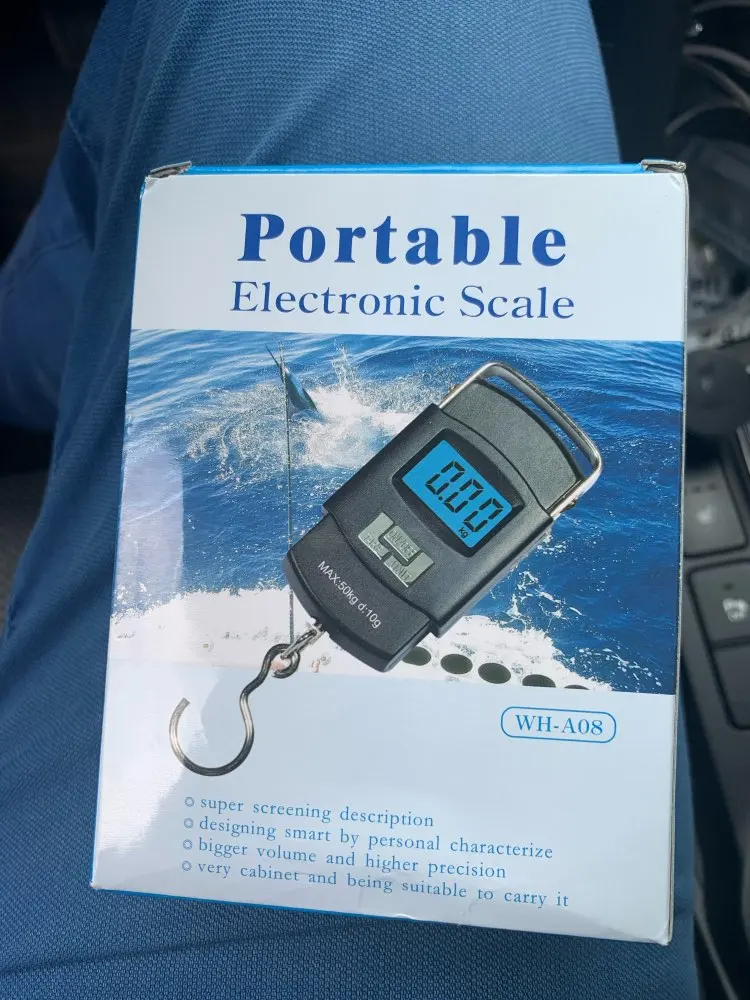 Portable
Electronic Scale
0.00
kg
MAX:50kg d:10g
WH-A08
super screening description
designing smart by personal characterize
bigger volume and higher precision
very cabinet and being suitable to carry it